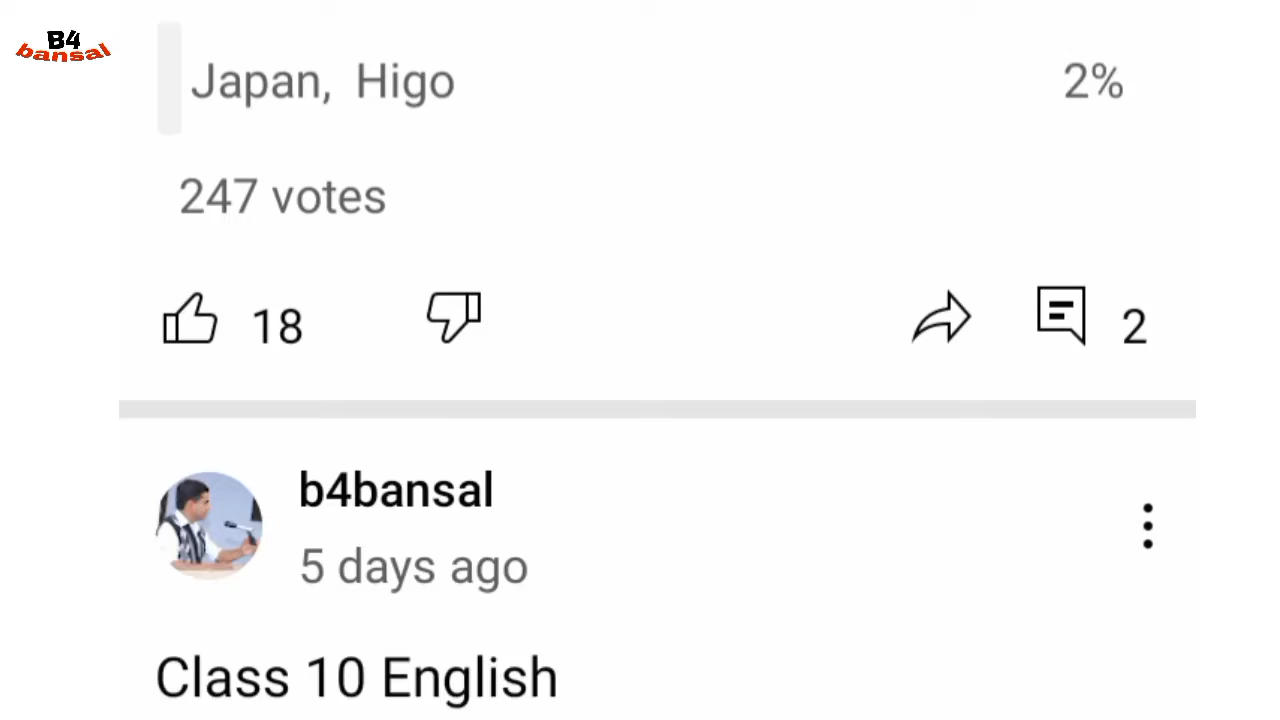 B4
bansal
Japan, Higo 2%
247 votes
18 2
b4bansal
5 days ago
Class 10 English